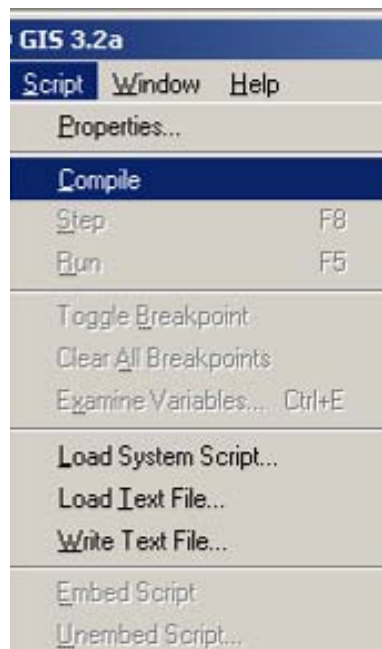 GIS 3.2a
Script Window Help
Properties...
Compile
Step F8
Run F5
Toggle Breakpoint
Clear All Breakpoints
Examine Variables... Ctrl+E
Load System Script...
Load Text File...
Write Text File...
Embed Script
Unembed Script...